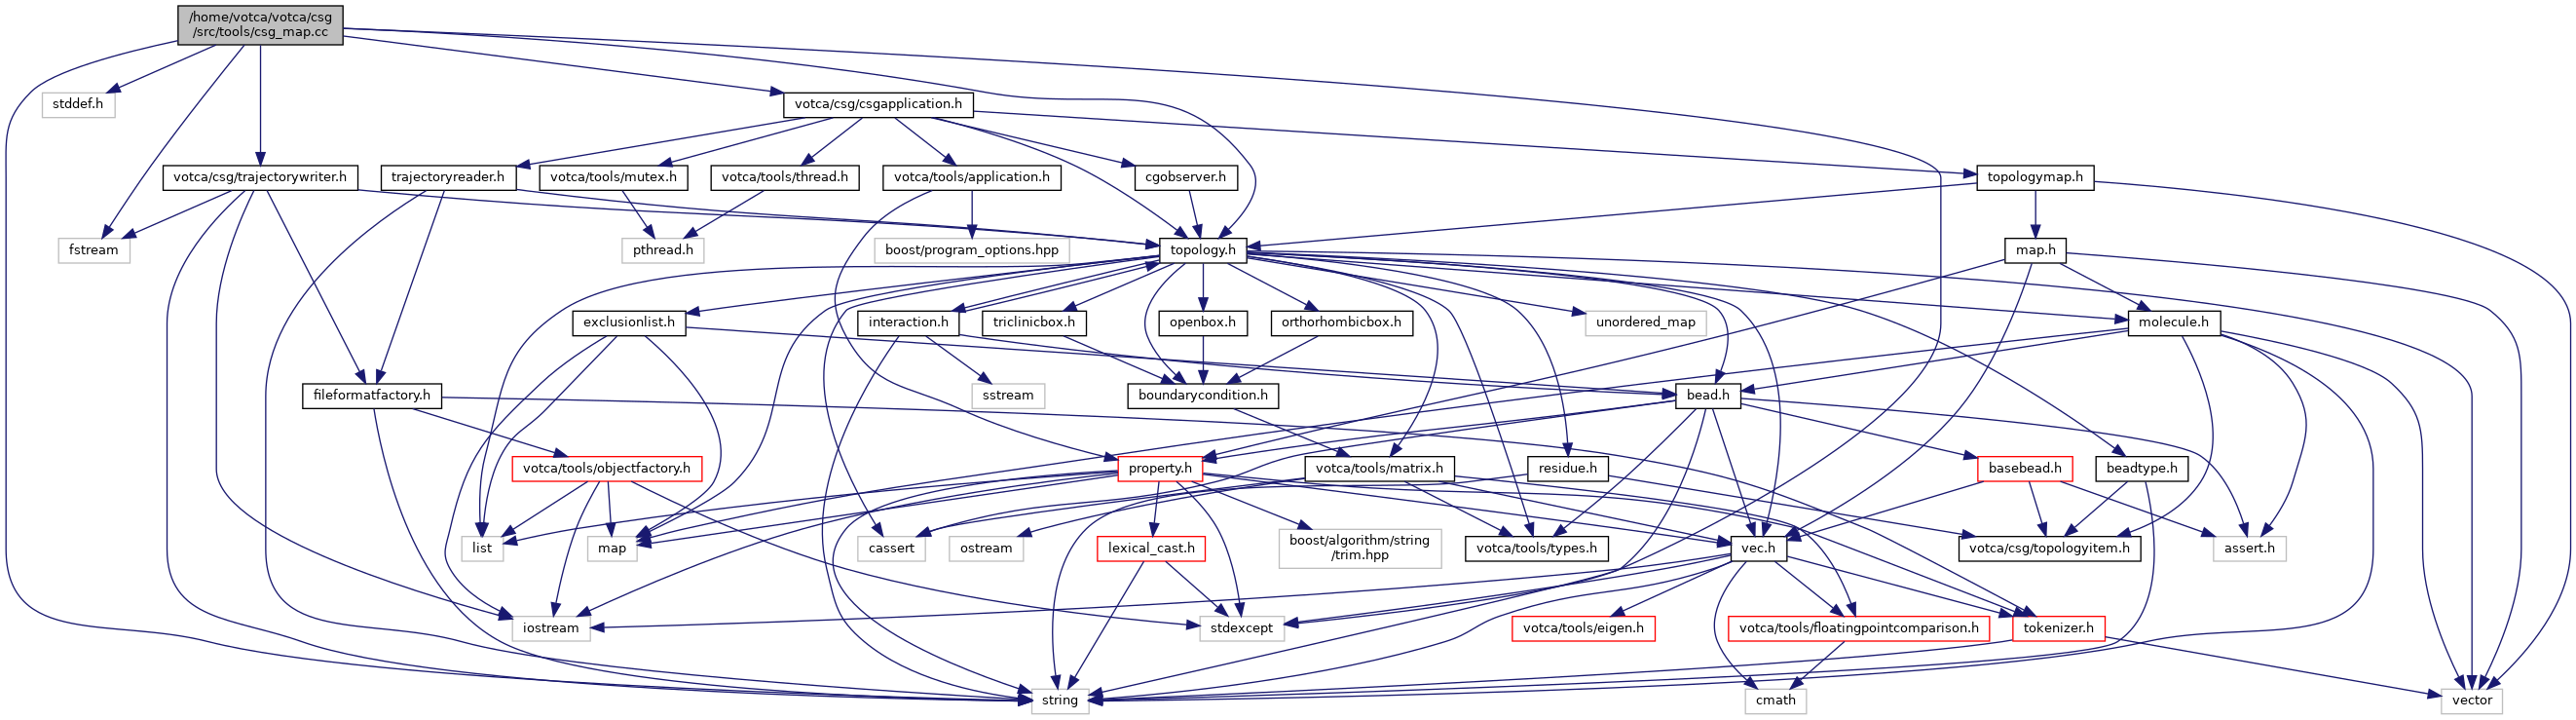 /home/votca/votca/csg
/src/tools/csg_map.cc
stddef.h
votca/csg/csgapplication.h
votca/csg/trajectorywriter.h
trajectoryreader.h
votca/tools/mutex.h
votca/tools/thread.h
votca/tools/application.h
cgobserver.h
topologymap.h
fstream
pthread.h
boost/program_options.hpp
topology.h
map.h
exclusionlist.h
interaction.h
triclinicbox.h
openbox.h
orthorhombicbox.h
unordered_map
molecule.h
fileformatfactory.h
sstream
boundarycondition.h
bead.h
votca/tools/objectfactory.h
property.h
votca/tools/matrix.h
residue.h
basebead.h
beadtype.h
list
map
cassert
ostream
lexical_cast.h
boost/algorithm/string
/trim.hpp
votca/tools/types.h
vec.h
votca/csg/topologyitem.h
assert.h
iostream
stdexcept
votca/tools/eigen.h
votca/tools/floatingpointcomparison.h
tokenizer.h
string
cmath
vector